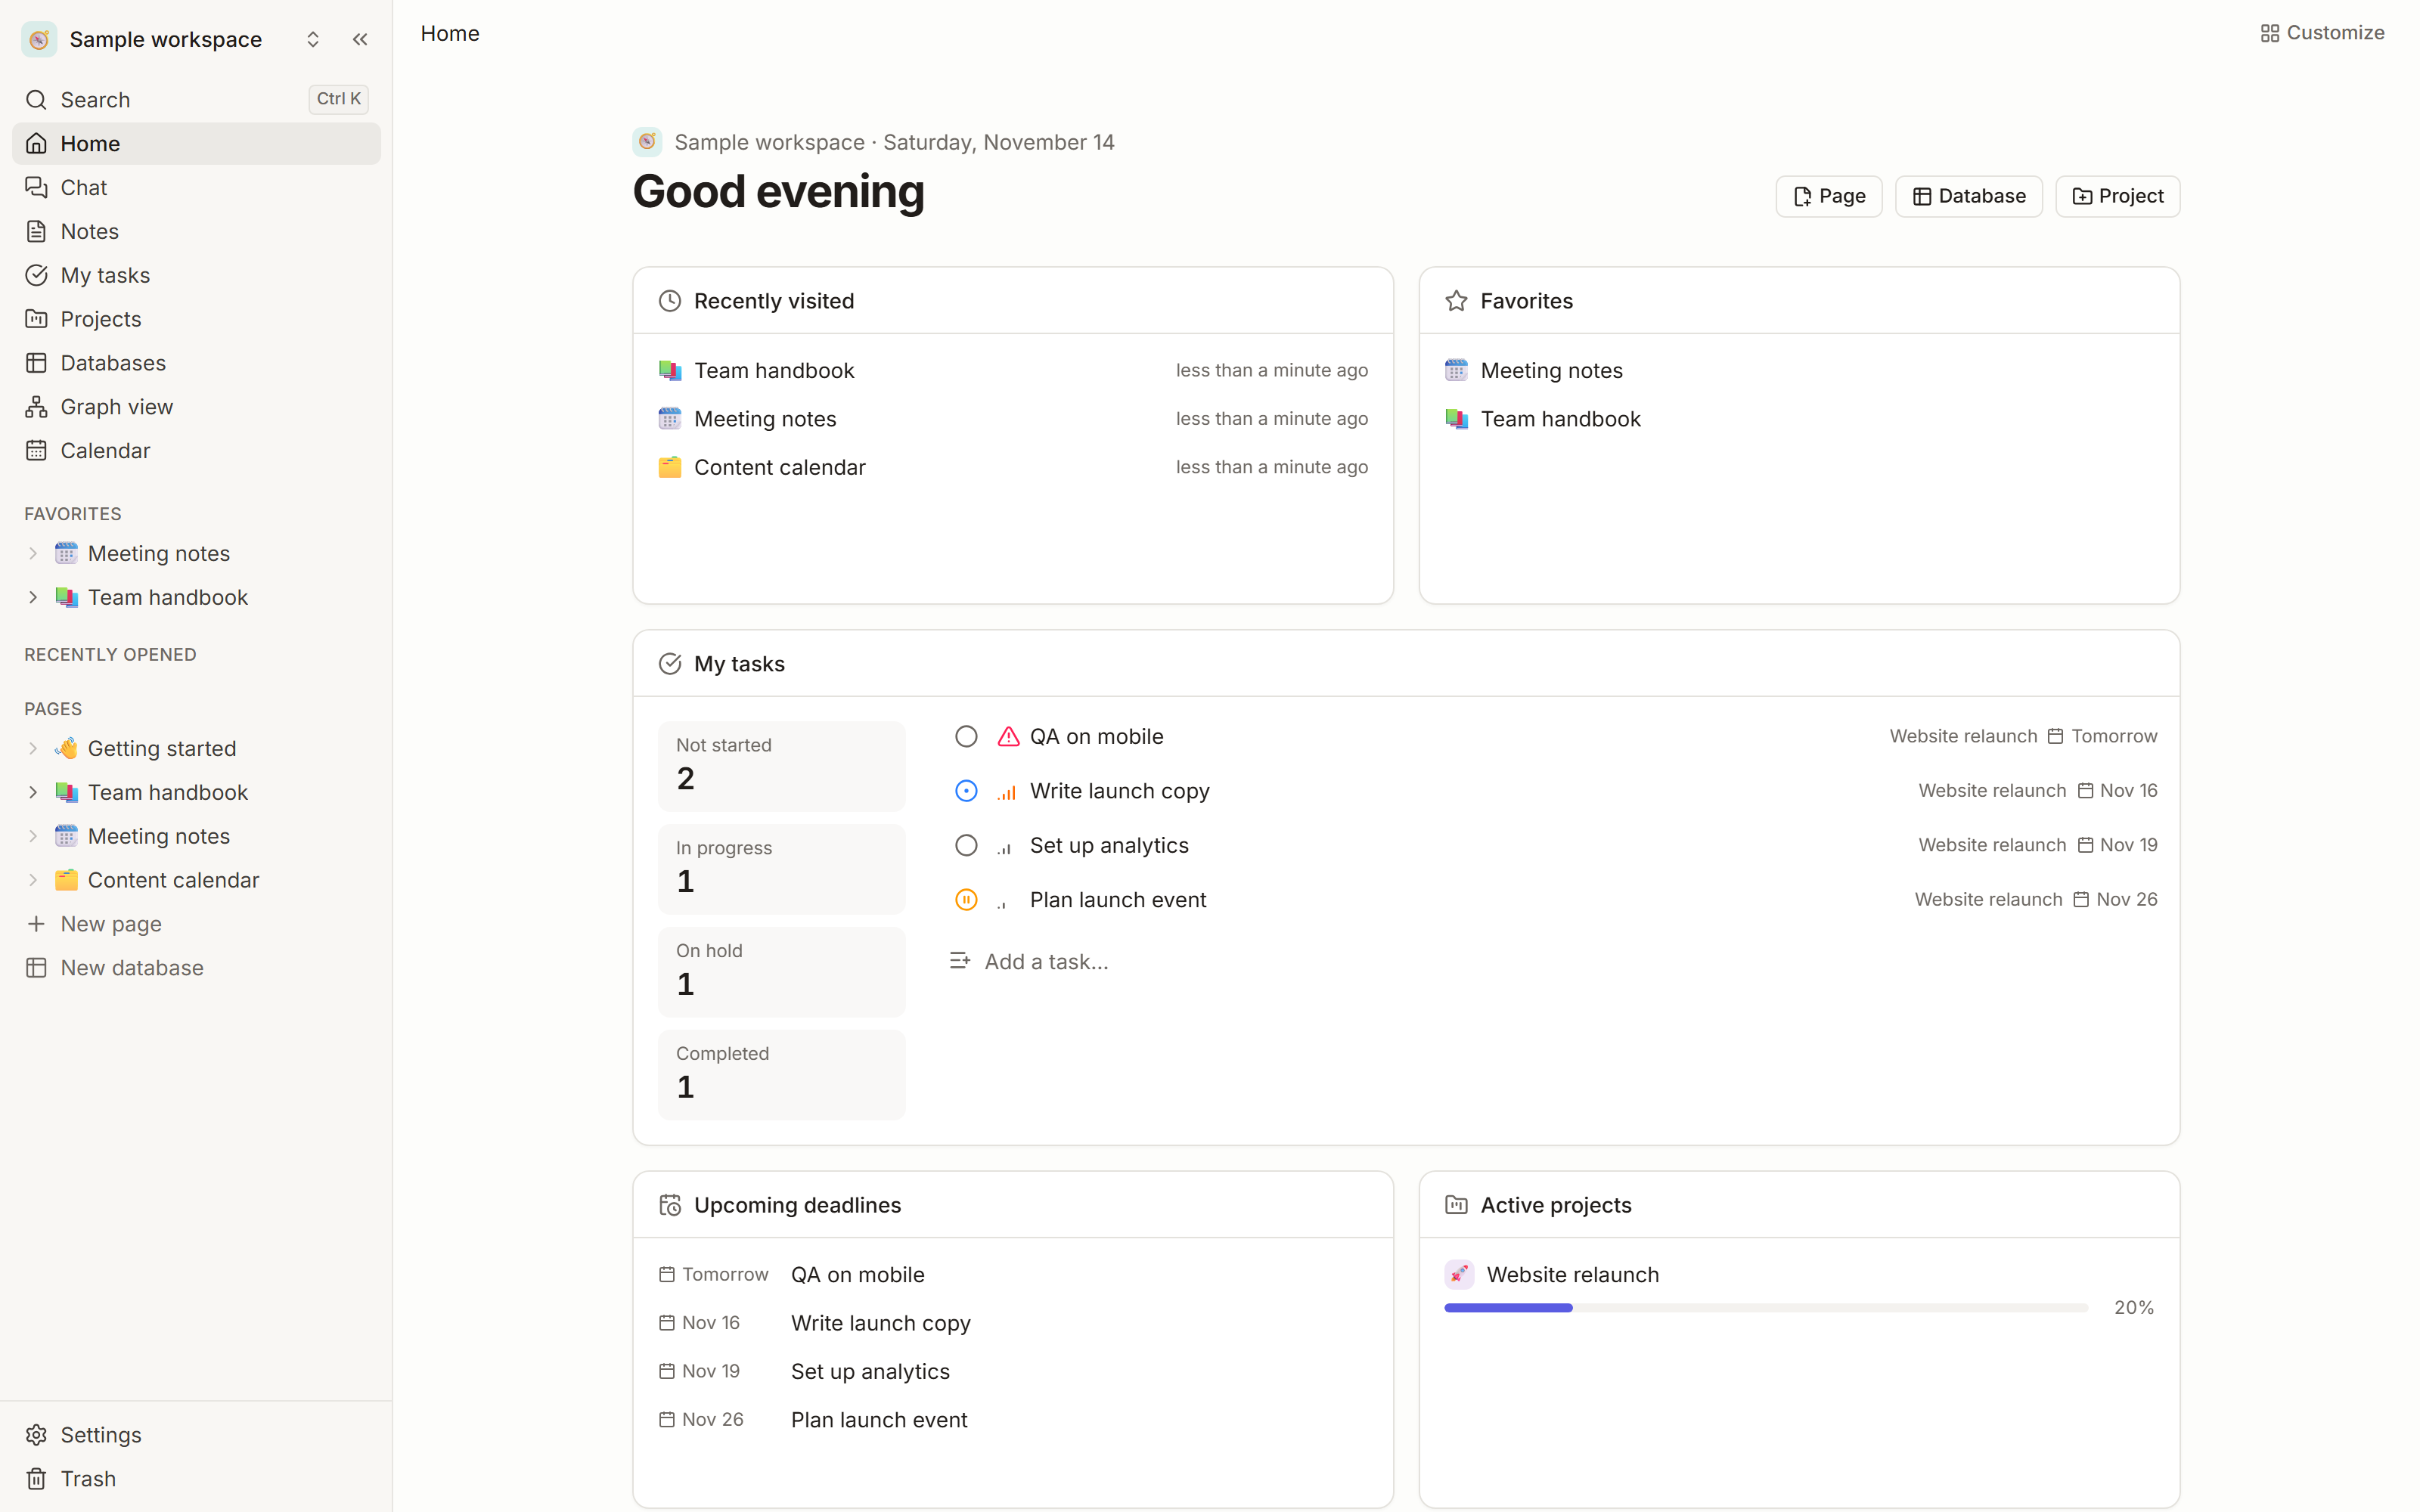 Sample workspace
Search
Ctrl K
Home
Chat
Notes
My tasks
Projects
Databases
Graph view
Calendar
FAVORITES
Meeting notes
Team handbook
RECENTLY OPENED
PAGES
Getting started
Team handbook
Meeting notes
Content calendar
New page
New database
Settings
Trash
Home
Customize
Sample workspace · Saturday, November 14
Good evening
Page
Database
Project
Recently visited
Team handbook less than a minute ago
Meeting notes less than a minute ago
Content calendar less than a minute ago
Favorites
Meeting notes
Team handbook
My tasks
Not started
2
In progress
1
On hold
1
Completed
1
QA on mobile Website relaunch Tomorrow
Write launch copy Website relaunch Nov 16
Set up analytics Website relaunch Nov 19
Plan launch event Website relaunch Nov 26
Add a task...
Upcoming deadlines
Tomorrow QA on mobile
Nov 16 Write launch copy
Nov 19 Set up analytics
Nov 26 Plan launch event
Active projects
Website relaunch
20%